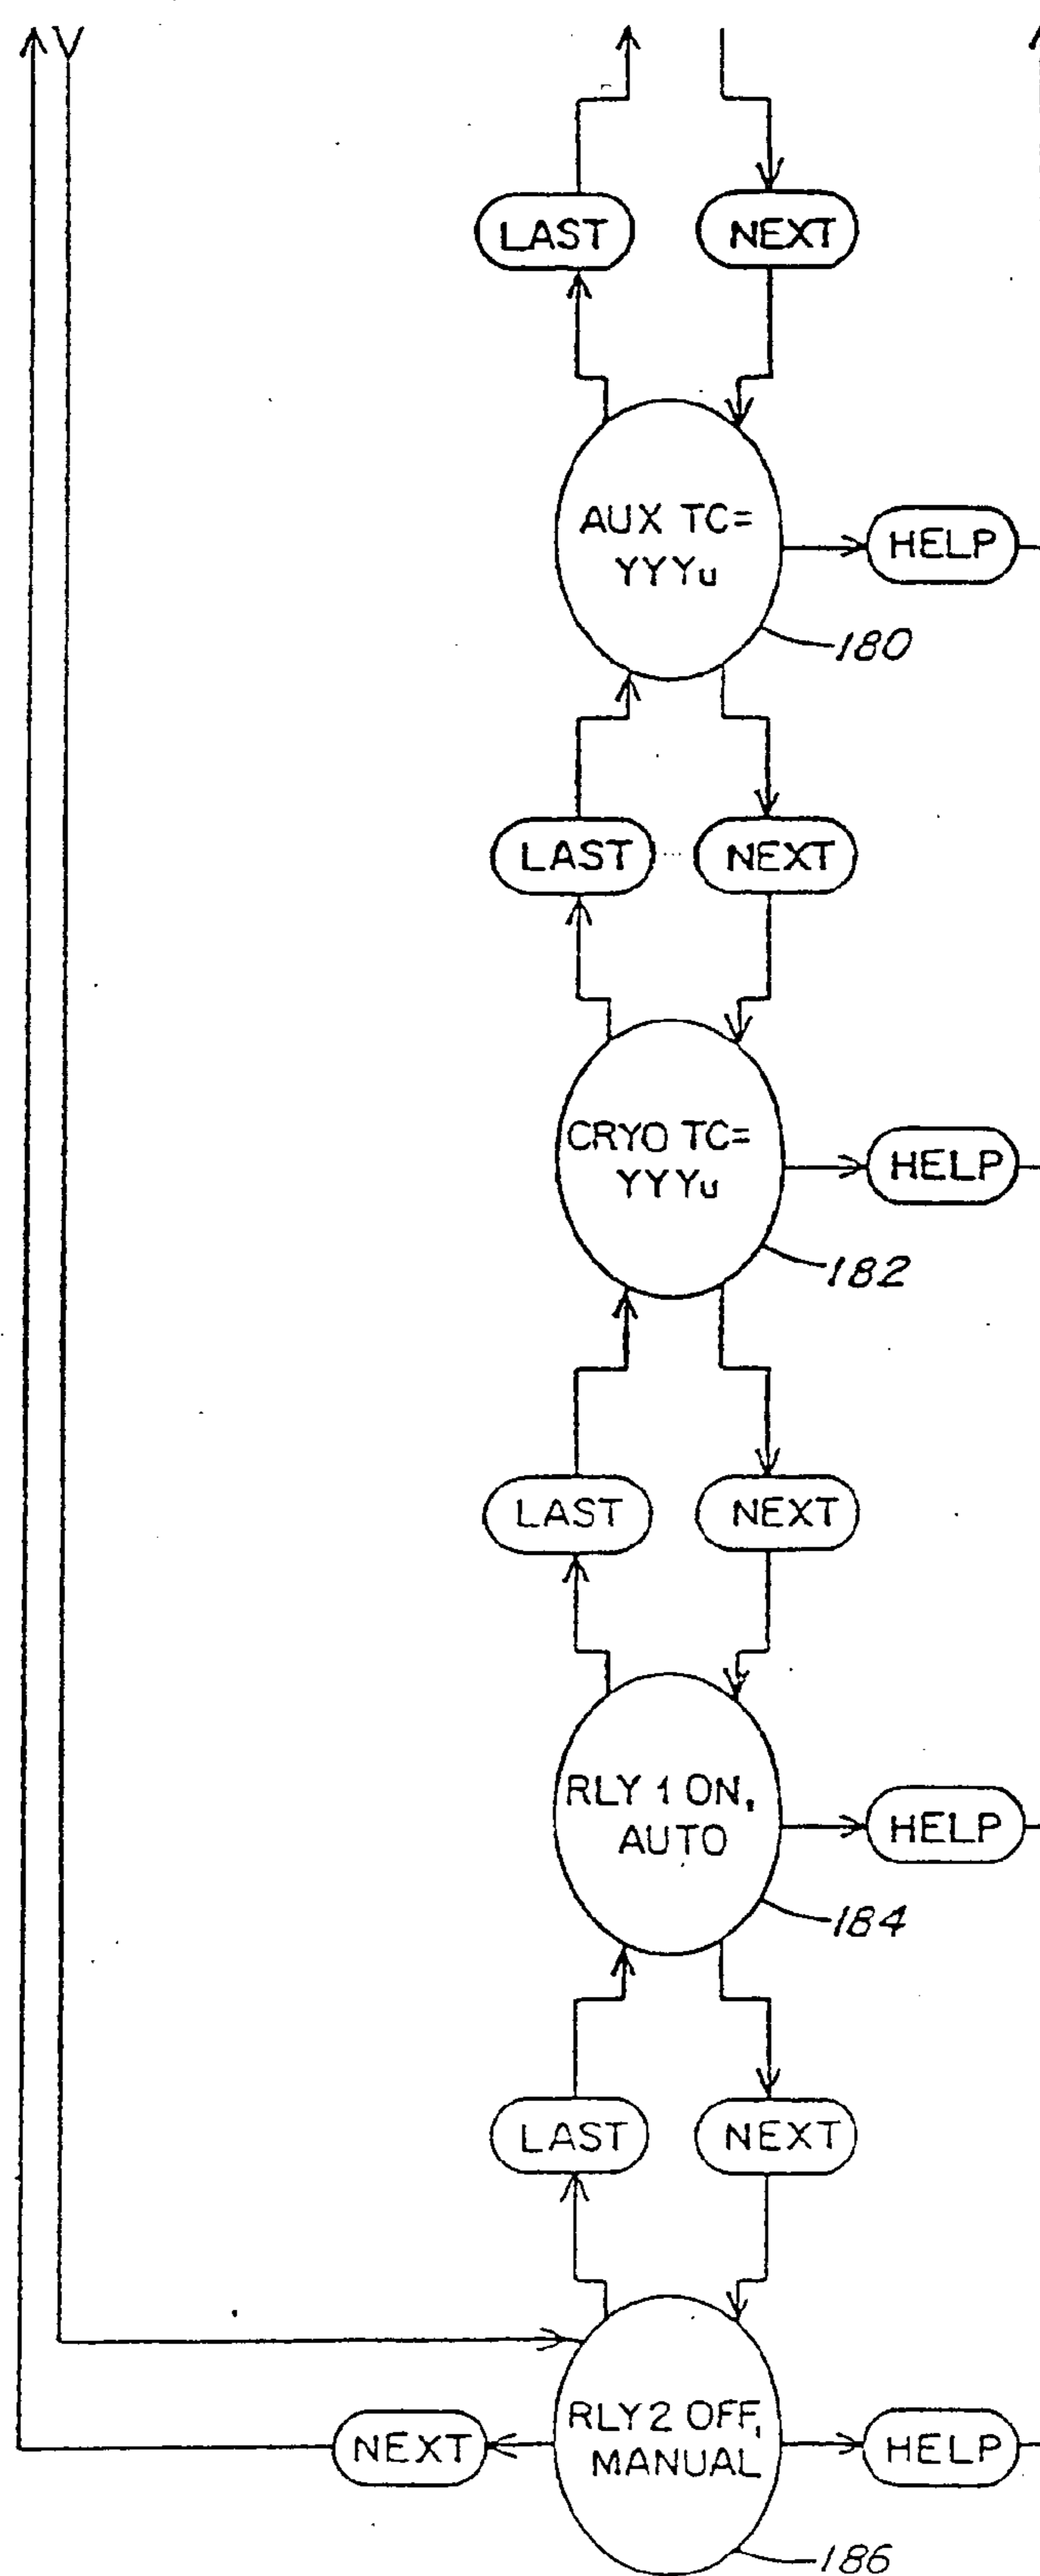 LAST NEXT
AUX TC=
YYYu
HELP
180
LAST NEXT
CRYO TC=
YYYu
HELP
182
LAST NEXT
RLY 1 ON,
AUTO
HELP
184
LAST NEXT
NEXT
RLY 2 OFF,
MANUAL
HELP
186